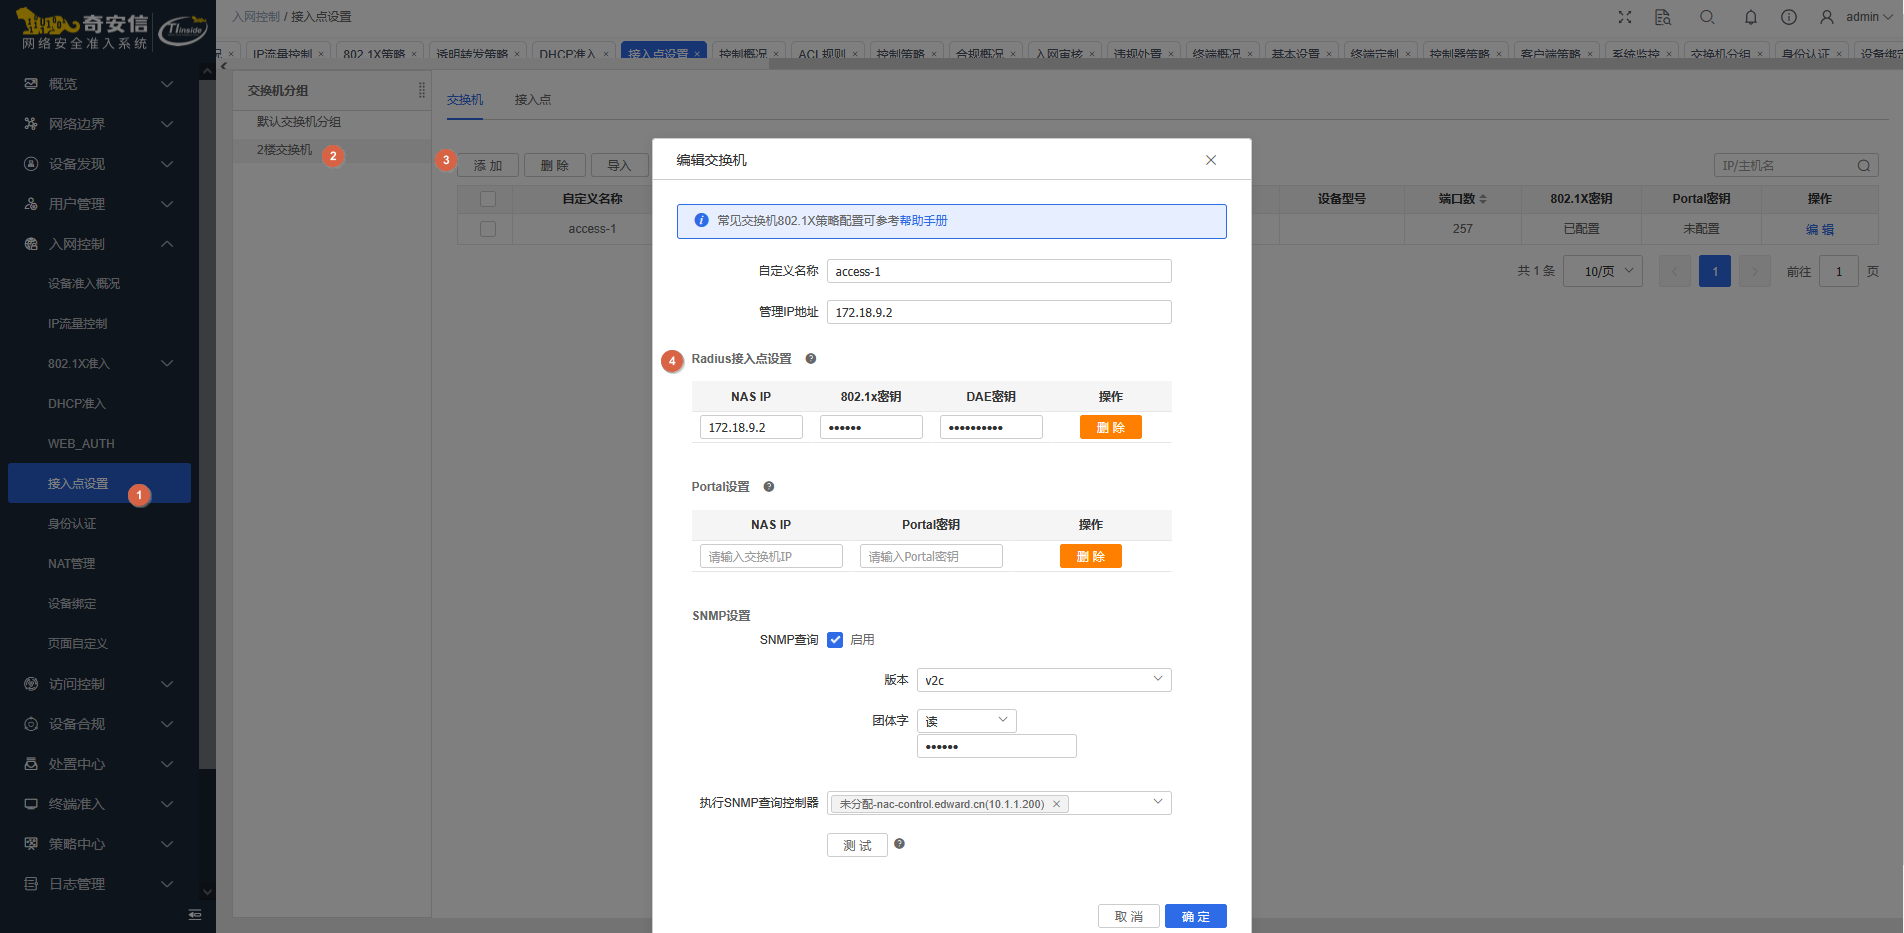 奇安信
网络安全准入系统
TInside
入网控制 / 接入点设置
admin
IP流量控制 ×
802.1X策略 ×
透明转发策略 ×
DHCP准入 ×
接入点设置 ×
控制概况 ×
ACL规则 ×
控制策略 ×
合规概况 ×
入网审核 ×
违规处置 ×
终端概况 ×
基本设置 ×
终端定制 ×
控制器策略 ×
客户端策略 ×
系统监控 ×
交换机分组 ×
身份认证 ×
设备绑定
概览
网络边界
设备发现
用户管理
入网控制
设备准入概况
IP流量控制
802.1X准入
DHCP准入
WEB_AUTH
接入点设置
1
身份认证
NAT管理
设备绑定
页面自定义
访问控制
设备合规
处置中心
终端准入
策略中心
日志管理
交换机分组
默认交换机分组
2楼交换机
2
交换机 接入点
3
添 加 删 除 导入
IP/主机名
自定义名称 设备型号 端口数 802.1X密钥 Portal密钥 操作
access-1 257 已配置 未配置 编 辑
共 1 条 10/页 1 前往 1 页
编辑交换机
常见交换机802.1X策略配置可参考帮助手册
自定义名称 access-1
管理IP地址 172.18.9.2
4
Radius接入点设置
NAS IP 802.1x密钥 DAE密钥 操作
172.18.9.2 •••••• •••••••••• 删 除
Portal设置
NAS IP Portal密钥 操作
请输入交换机IP 请输入Portal密钥 删 除
SNMP设置
SNMP查询 启用
版本 v2c
团体字 读
••••••
执行SNMP查询控制器 未分配-nac-control.edward.cn(10.1.1.200) ×
测 试
取 消 确 定